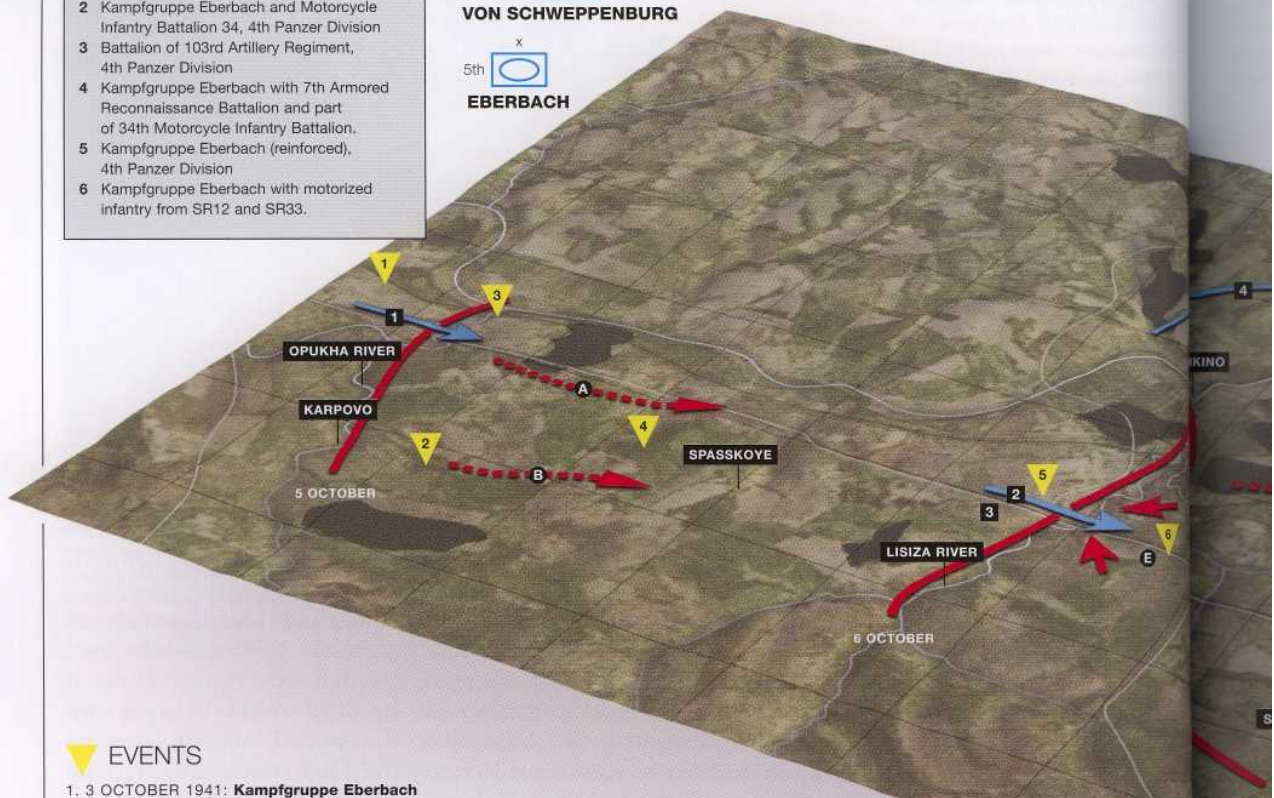 2 Kampfgruppe Eberbach and Motorcycle
Infantry Battalion 34, 4th Panzer Division
3 Battalion of 103rd Artillery Regiment,
4th Panzer Division
4 Kampfgruppe Eberbach with 7th Armored
Reconnaissance Battalion and part
of 34th Motorcycle Infantry Battalion.
5 Kampfgruppe Eberbach (reinforced),
4th Panzer Division
6 Kampfgruppe Eberbach with motorized
infantry from SR12 and SR33.
VON SCHWEPPENBURG
x
5th
EBERBACH
1
3
1
4
OPUKHA RIVER
IKINO
A
KARPOVO
4
2
SPASSKOYE
B
5
2
5 OCTOBER
3
6
LISIZA RIVER
E
6 OCTOBER
S
EVENTS
1. 3 OCTOBER 1941: Kampfgruppe Eberbach